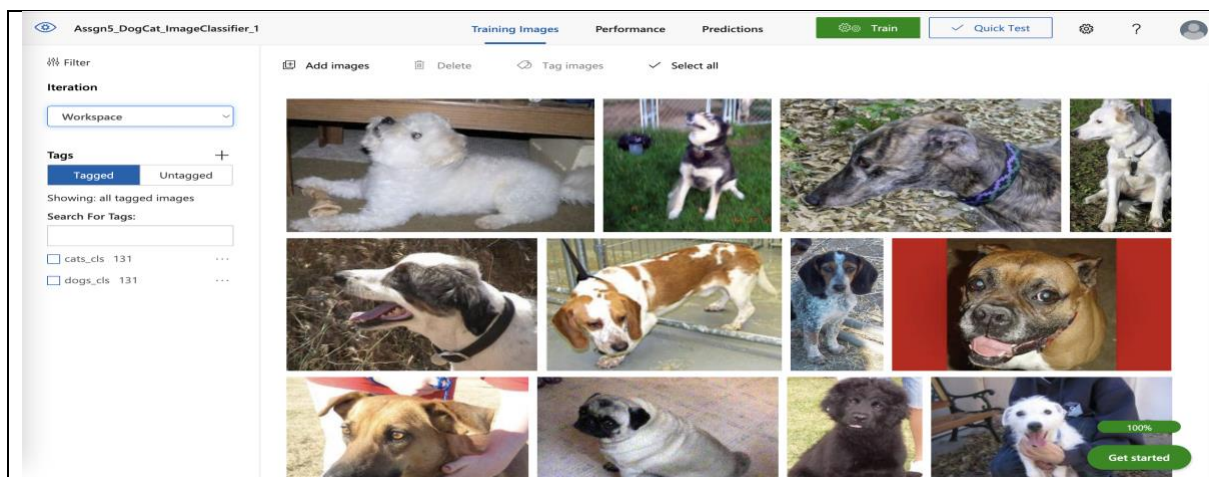 Assgn5_DogCat_ImageClassifier_1 Training Images Performance Predictions Train Quick Test ?
Filter
Add images Delete Tag images Select all
Iteration
Workspace
Tags +
Tagged Untagged
Showing: all tagged images
Search For Tags:
cats_cls 131 ...
dogs_cls 131 ...
100%
Get started